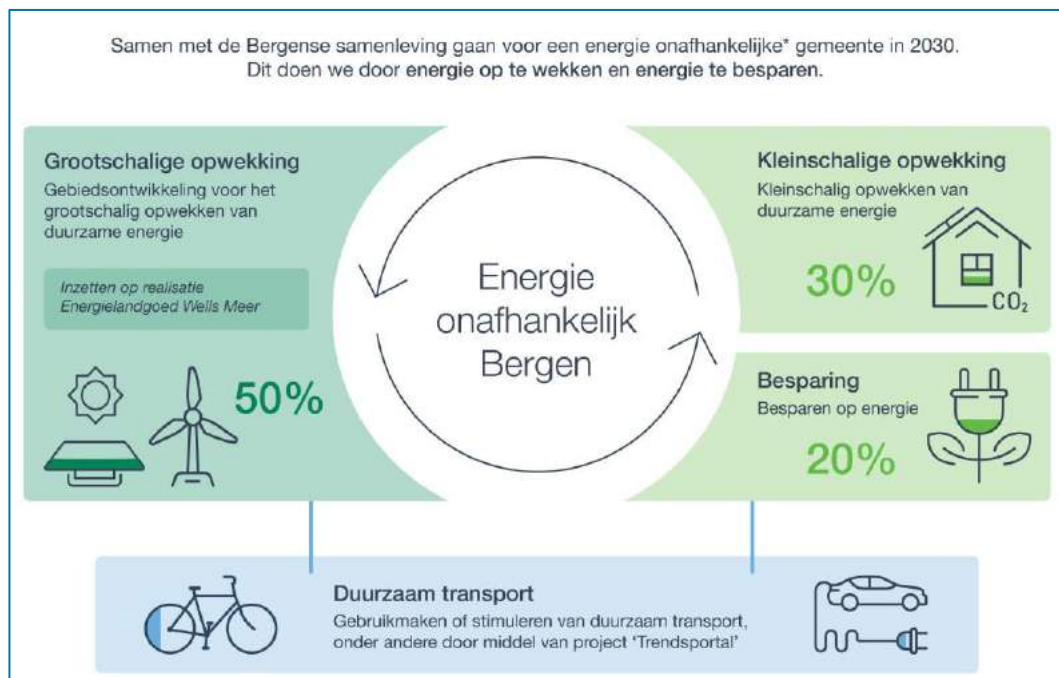 Samen met de Bergense samenleving gaan voor een energie onafhankelijke* gemeente in 2030.
Dit doen we door energie op te wekken en energie te besparen.
Grootschalige opwekking
Gebiedsontwikkeling voor het
grootschalig opwekken van
duurzame energie
Inzetten op realisatie
Energielandgoed Wells Meer
50%
Energie
onafhankelijk
Bergen
Kleinschalige opwekking
Kleinschalig opwekken van
duurzame energie
30%
CO₂
Besparing
Besparen op energie
20%
Duurzaam transport
Gebruikmaken of stimuleren van duurzaam transport,
onder andere door middel van project ‘Trendsportal’